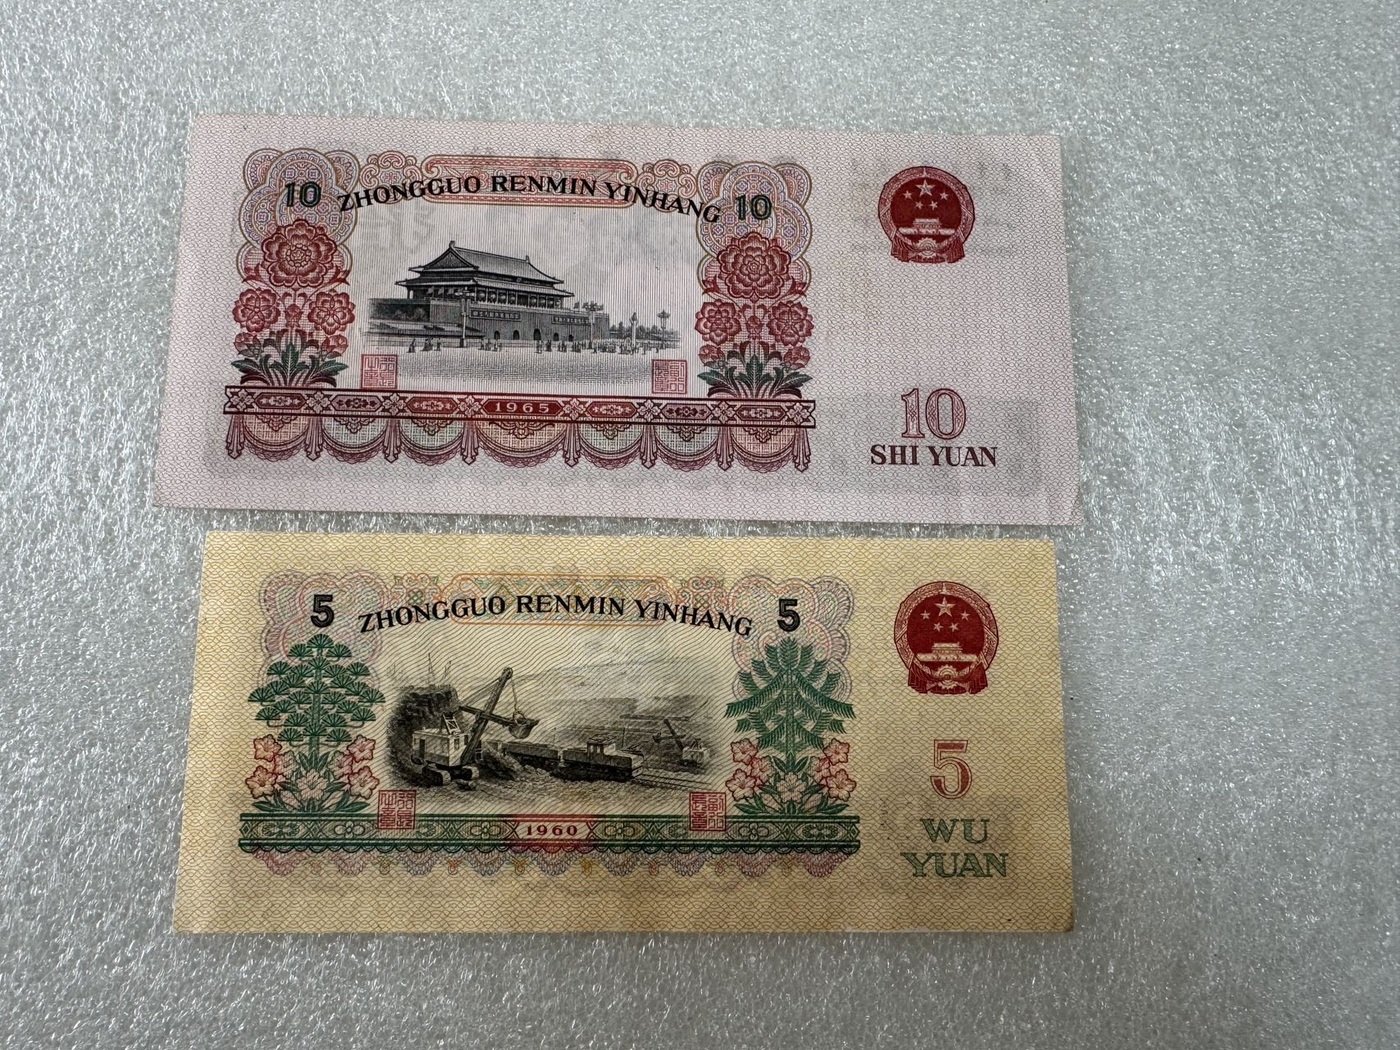 10 ZHONGGUO RENMIN YINHANG 10
1965
10
SHI YUAN
5 ZHONGGUO RENMIN YINHANG 5
1960
5
WU
YUAN